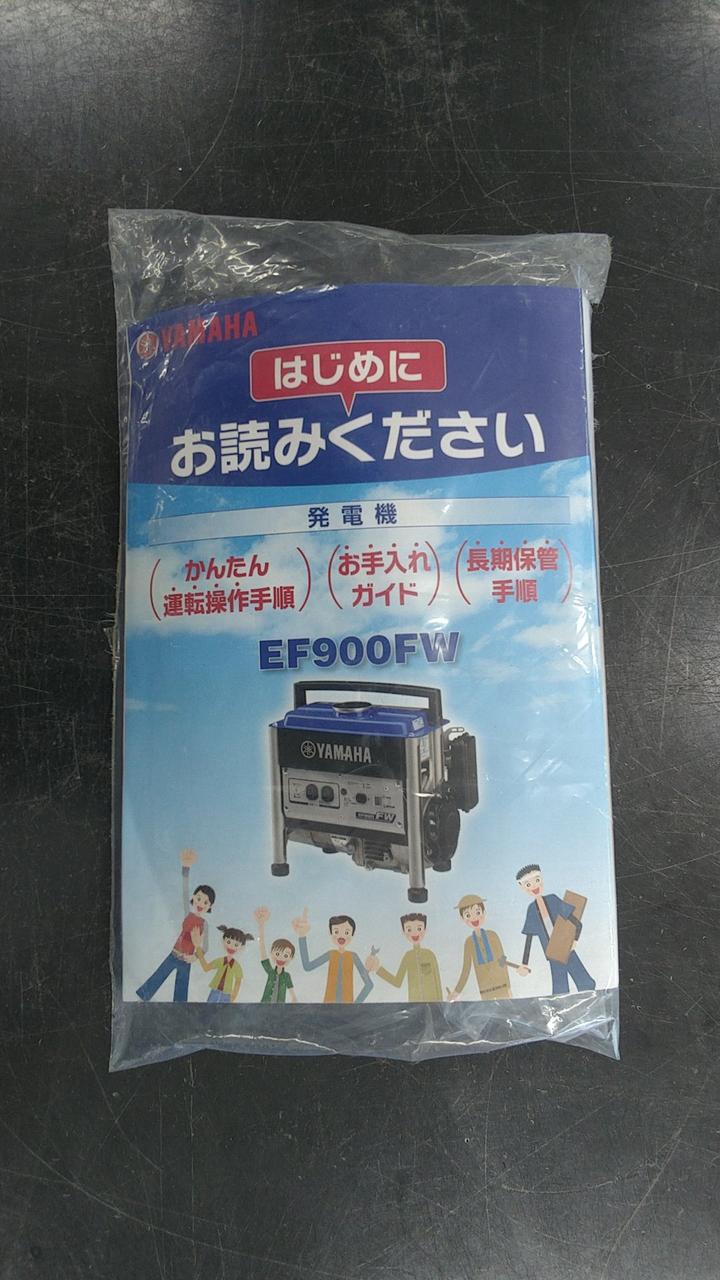 YAMAHA
はじめに
お読みください
発電機
かんたん
運転操作手順
お手入れ
ガイド
長期保管
手順
EF900FW
YAMAHA
FW